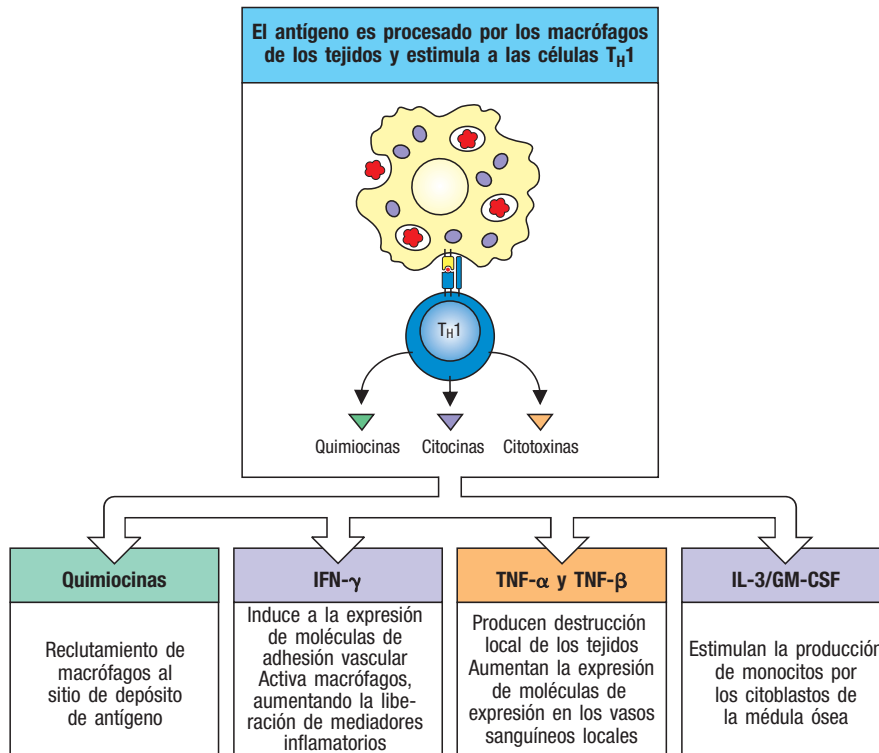 El antígeno es procesado por los macrófagos
de los tejidos y estimula a las células TH1
TH1
Quimiocinas
Citocinas
Citotoxinas
Quimiocinas
Reclutamiento de
macrófagos al
sitio de depósito
de antígeno
IFN-γ
Induce a la expresión
de moléculas de
adhesión vascular
Activa macrófagos,
aumentando la libe-
ración de mediadores
inflamatorios
TNF-α y TNF-β
Producen destrucción
local de los tejidos
Aumentan la expresión
de moléculas de
expresión en los vasos
sanguíneos locales
IL-3/GM-CSF
Estimulan la producción
de monocitos por
los citoblastos de
la médula ósea